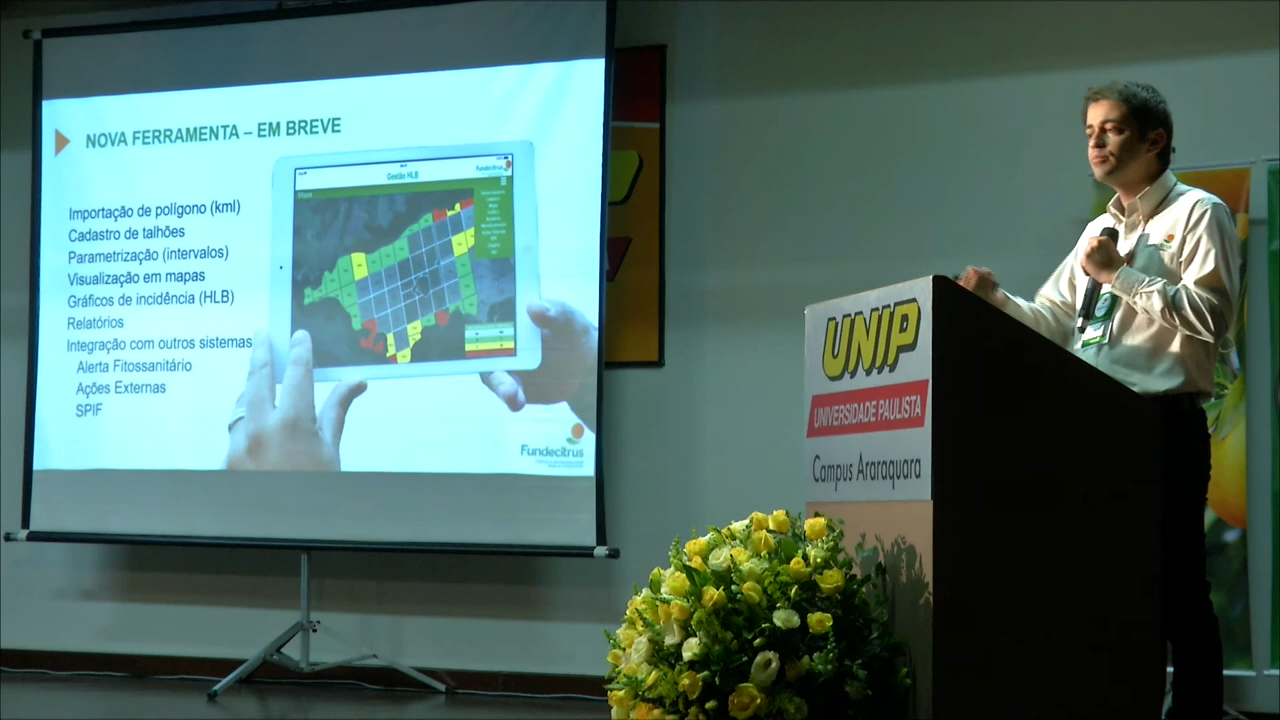 NOVA FERRAMENTA – EM BREVE
Importação de polígono (kml)
Cadastro de talhões
Parametrização (intervalos)
Visualização em mapas
Gráficos de incidência (HLB)
Relatórios
Integração com outros sistemas
Alerta Fitossanitário
Ações Externas
SPIF
Gestão HLB
Fundecitrus
Mapa
Fundecitrus
UNIP
UNIVERSIDADE PAULISTA
Campus Araraquara